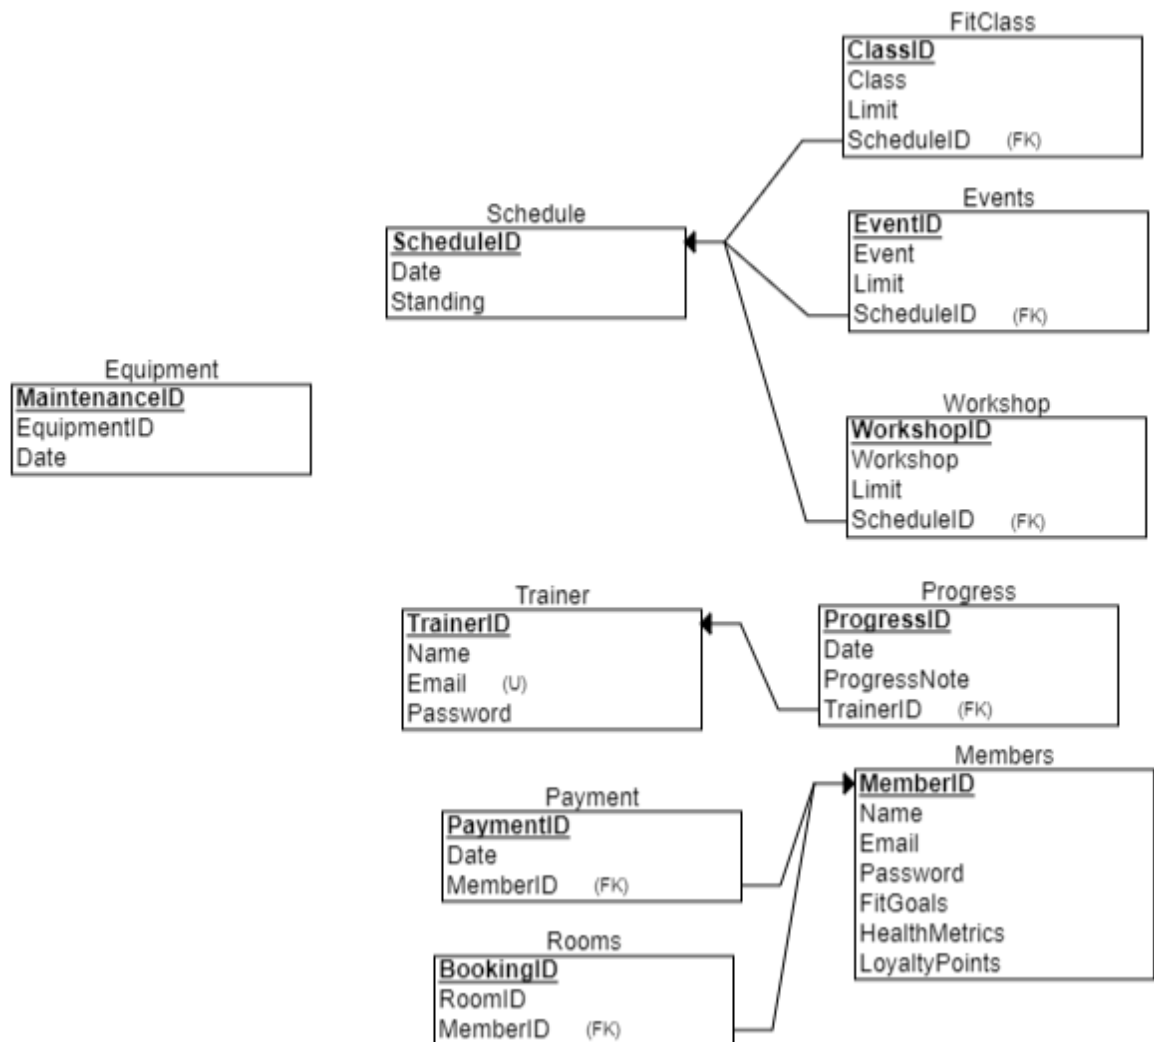 FitClass
ClassID
Class
Limit
ScheduleID (FK)
Events
EventID
Event
Limit
ScheduleID (FK)
Schedule
ScheduleID
Date
Standing
Equipment
MaintenanceID
EquipmentID
Date
Workshop
WorkshopID
Workshop
Limit
ScheduleID (FK)
Trainer
TrainerID
Name
Email (U)
Password
Progress
ProgressID
Date
ProgressNote
TrainerID (FK)
Members
MemberID
Name
Email
Password
FitGoals
HealthMetrics
LoyaltyPoints
Payment
PaymentID
Date
MemberID (FK)
Rooms
BookingID
RoomID
MemberID (FK)